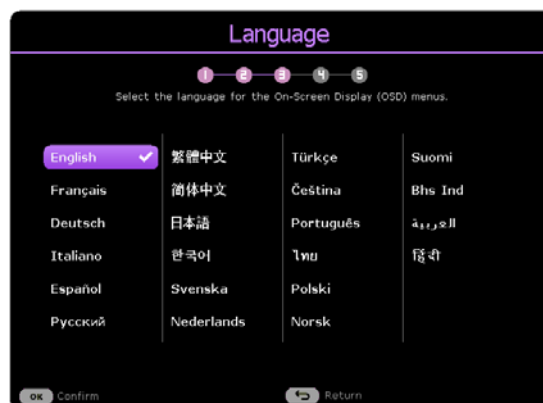 Language
1 2 3 4 5
Select the language for the On-Screen Display (OSD) menus.
English 繁體中文 Türkçe Suomi
Français 简体中文 Čeština Bhs Ind
Deutsch 日本語 Português العربية
Italiano 한국어 ไทย हिंदी
Español Svenska Polski
Русский Nederlands Norsk
OK Confirm Return